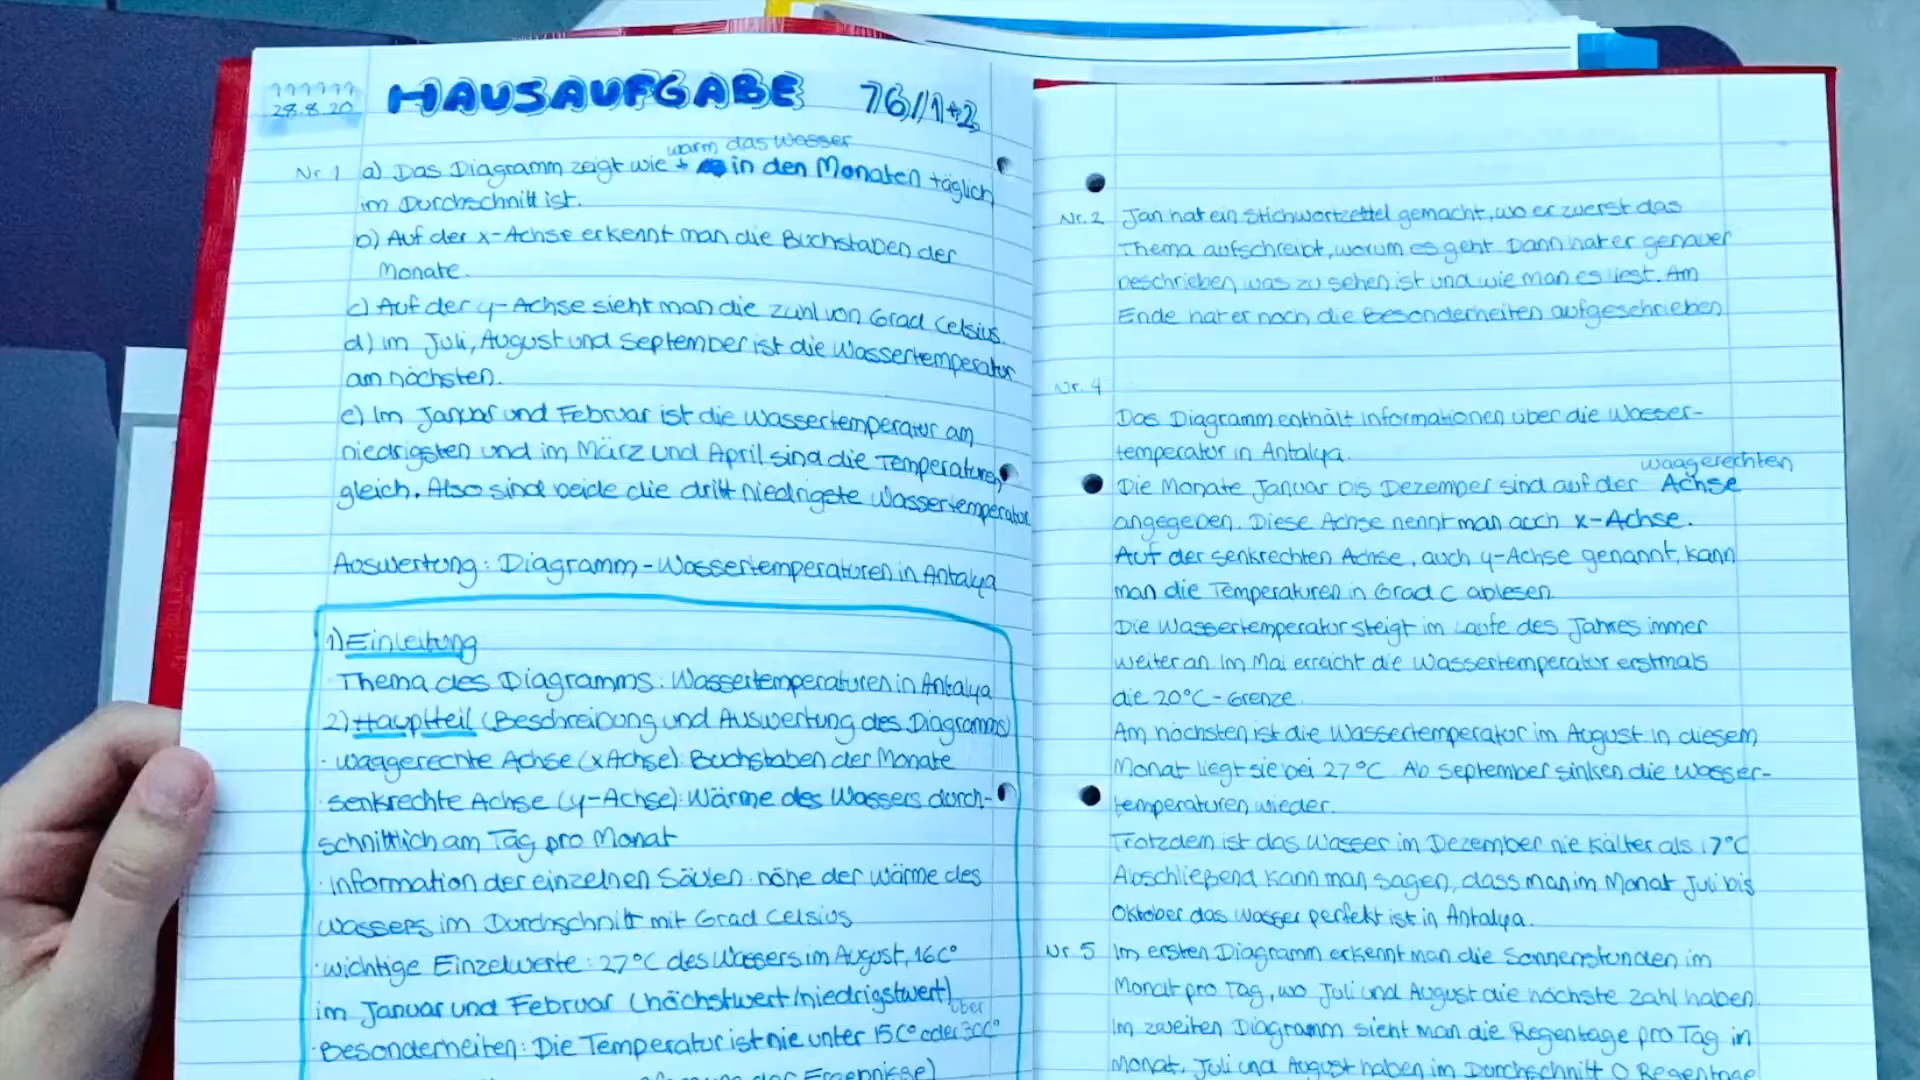 28.8.20 HAUSAUFGABE 76/1+2
warm das Wasser
Nr. 1 a) Das Diagramm zeigt wie in den Monaten täglich
im Durchschnitt ist.
b) Auf der x-Achse erkennt man die Buchstaben der
Monate.
c) Auf der y-Achse sieht man die zahl von Grad Celsius.
d) im Juli, August und September ist die Wassertemperatur
am höchsten.
e) Im Januar und Februar ist die Wassertemperatur am
niedrigsten und im März und April sind die Temperaturen
gleich. Also sind beide die dritt niedrigste Wassertemperatur
Auswertung: Diagramm-Wassertemperaturen in Antalya
1) Einleitung
Thema des Diagramms: Wassertemperaturen in Antalya
2) Hauptteil (Beschreibung und Auswertung des Diagramms)
· waagerechte Achse (x Achse): Buchstaben der Monate
· senkrechte Achse (y-Achse): Wärme des Wassers durch-
schnittlich am Tag pro Monat
· information der einzelnen Säulen: höhe der wärme des
wassers im Durchschnitt mit Grad Celsius
· wichtige Einzelwerte: 27°C des Wassers im August, 16C°
im Januar und Februar (höchstwert/niedrigstwert)
über
· Besonderheiten: Die Temperatur ist nie unter 15C° oder 30C°
der Ergebnisse)
Nr. 2 Jan hat ein Stichwortzettel gemacht, wo er zuerst das
Thema aufschreibt, worum es geht. Dann hat er genauer
beschrieben, was zu sehen ist und wie man es liest. Am
Ende hat er noch die Besonderheiten aufgeschrieben
Nr. 4
Das Diagramm enthält informationen über die Wasser-
temperatur in Antalya.
waagerechten
Die Monate Januar bis Dezember sind auf der Achse
angegeben. Diese Achse nennt man auch x-Achse.
Auf der senkrechten Achse, auch y-Achse genannt, kann
man die Temperaturen in Grad C ablesen.
Die Wassertemperatur steigt im Laufe des Jahres immer
weiter an. Im Mai erreicht die Wassertemperatur erstmals
die 20°C-Grenze.
Am höchsten ist die Wassertemperatur im August. in diesem
Monat liegt sie bei 27°C. Ab September sinken die Wasser-
temperaturen wieder.
Trotzdem ist das Wasser im Dezember nie kälter als 17°C
Abschließend kann man sagen, dass man im Monat Juli bis
Oktober das Wasser perfekt ist in Antalya.
Nr. 5 Im ersten Diagramm erkennt man die Sonnenstunden im
Monat pro Tag, wo Juli und August die höchste zahl haben.
Im zweiten Diagramm sieht man die Regentage pro Tag in
Monat. Juli und August haben im Durchschnitt 0 Regentage